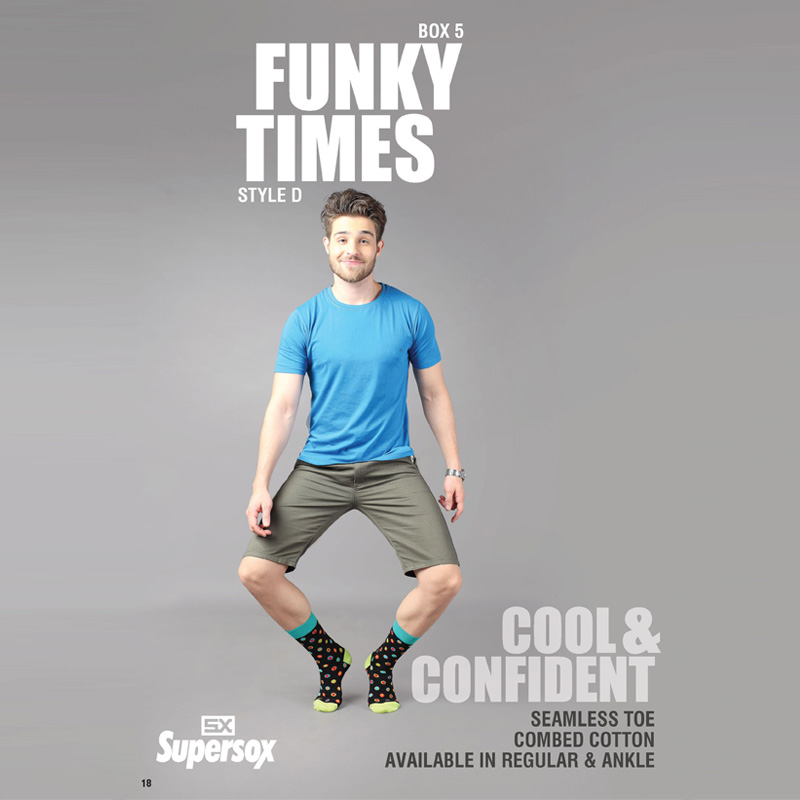 BOX 5
FUNKY
TIMES
STYLE D
COOL &
CONFIDENT
SEAMLESS TOE
COMBED COTTON
AVAILABLE IN REGULAR & ANKLE
SX
Supersox
18